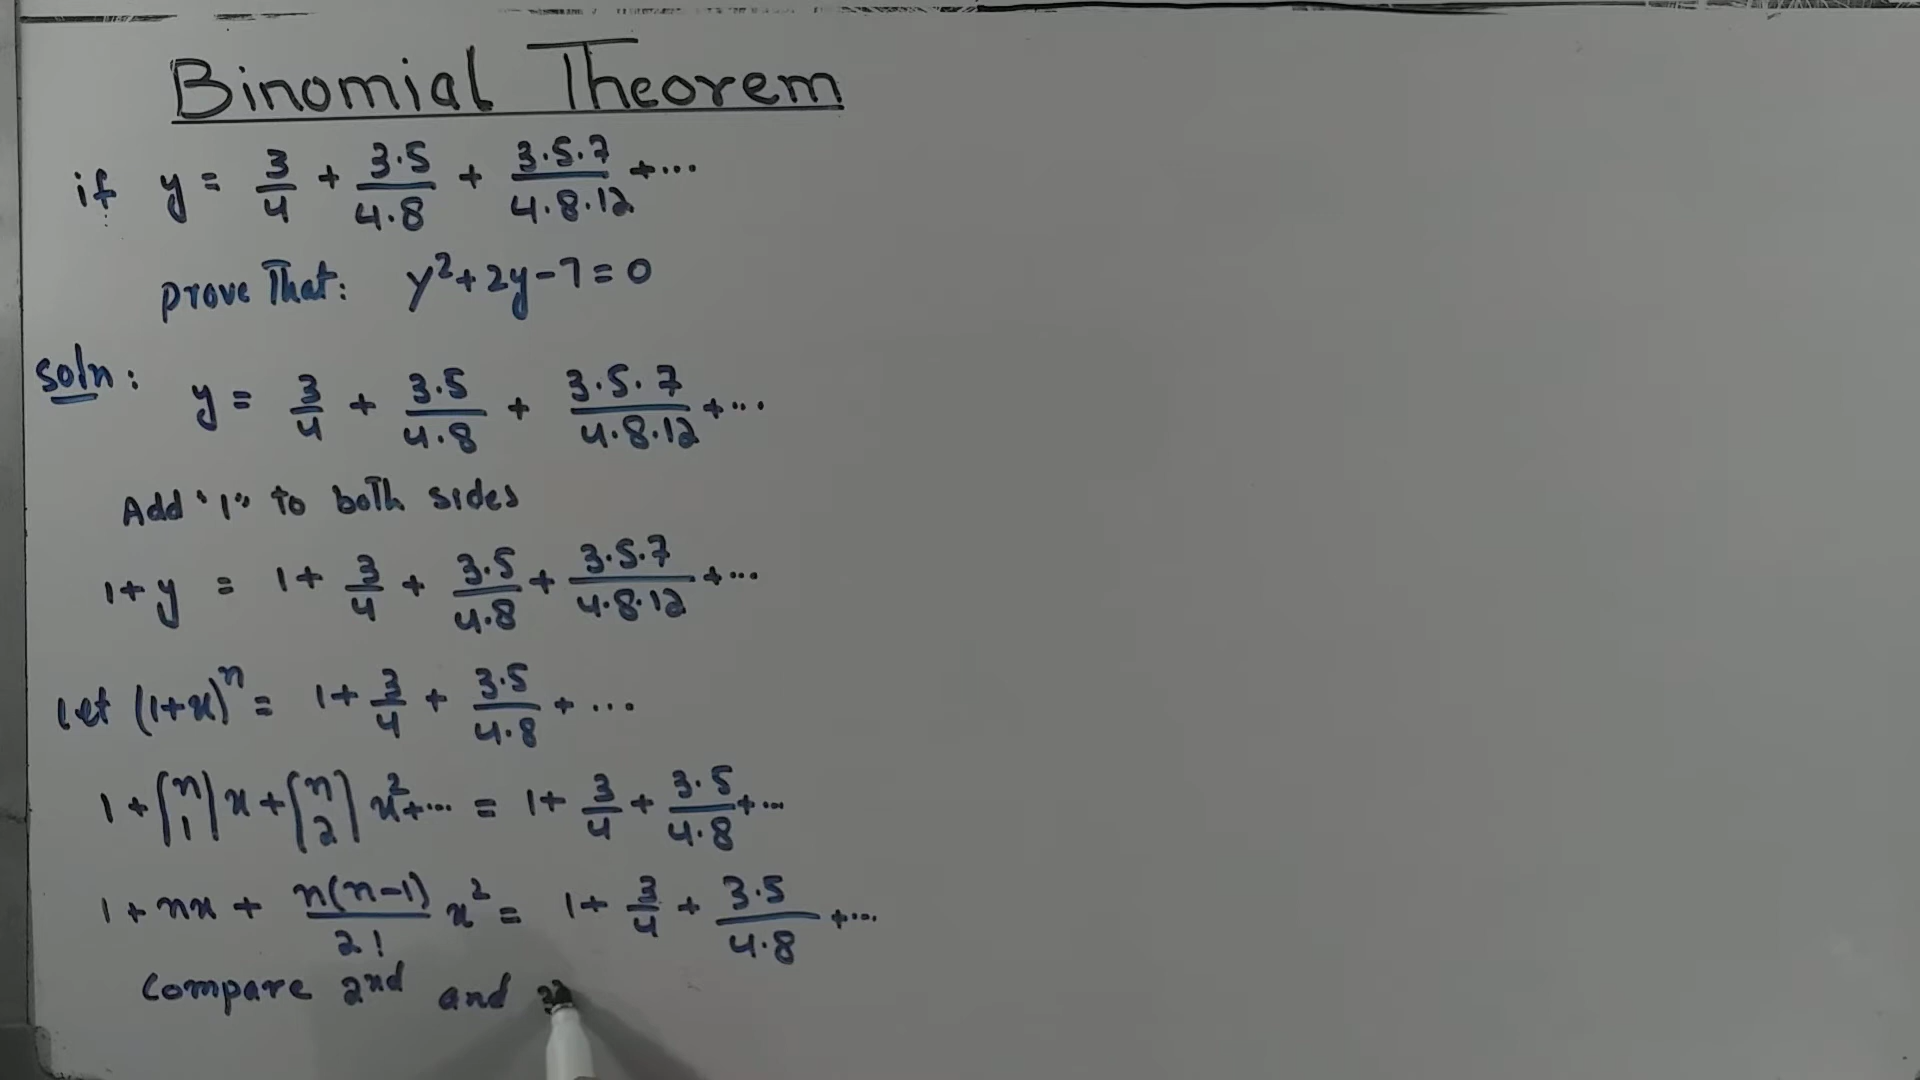 Binomial Theorem
if y = 3/4 + 3·5/4·8 + 3·5·7/4·8·12 + ...
prove That: y²+2y-7=0
Soln: y = 3/4 + 3·5/4·8 + 3·5·7/4·8·12 + ...
Add "1" to both sides
1+y = 1+ 3/4 + 3·5/4·8 + 3·5·7/4·8·12 + ...
let (1+x)ⁿ = 1+ 3/4 + 3·5/4·8 + ...
1+(n 1)x+(n 2)x²+... = 1+ 3/4 + 3·5/4·8 + ...
1+nx+ n(n-1)/2! x² = 1+ 3/4 + 3·5/4·8 + ...
Compare 2nd and